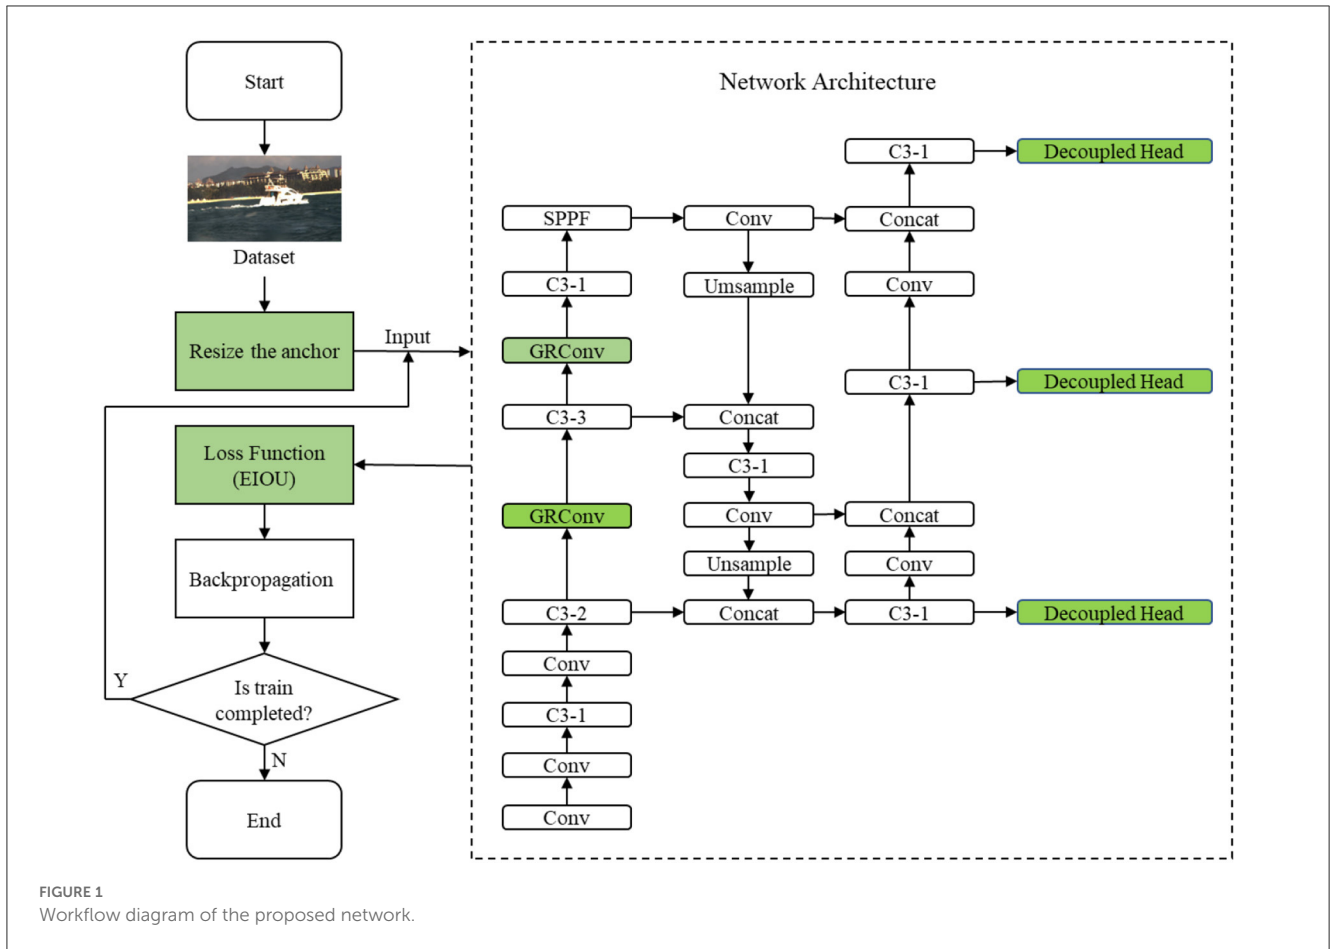 Start
Dataset
Resize the anchor
Input
Loss Function
(EIOU)
Backpropagation
Y
Is train
completed?
N
End
Network Architecture
C3-1
Decoupled Head
SPPF
Conv
Concat
C3-1
Umsample
Conv
GRConv
C3-1
Decoupled Head
C3-3
Concat
C3-1
GRConv
Conv
Concat
Unsample
Conv
C3-2
Concat
C3-1
Decoupled Head
Conv
C3-1
Conv
Conv
FIGURE 1
Workflow diagram of the proposed network.